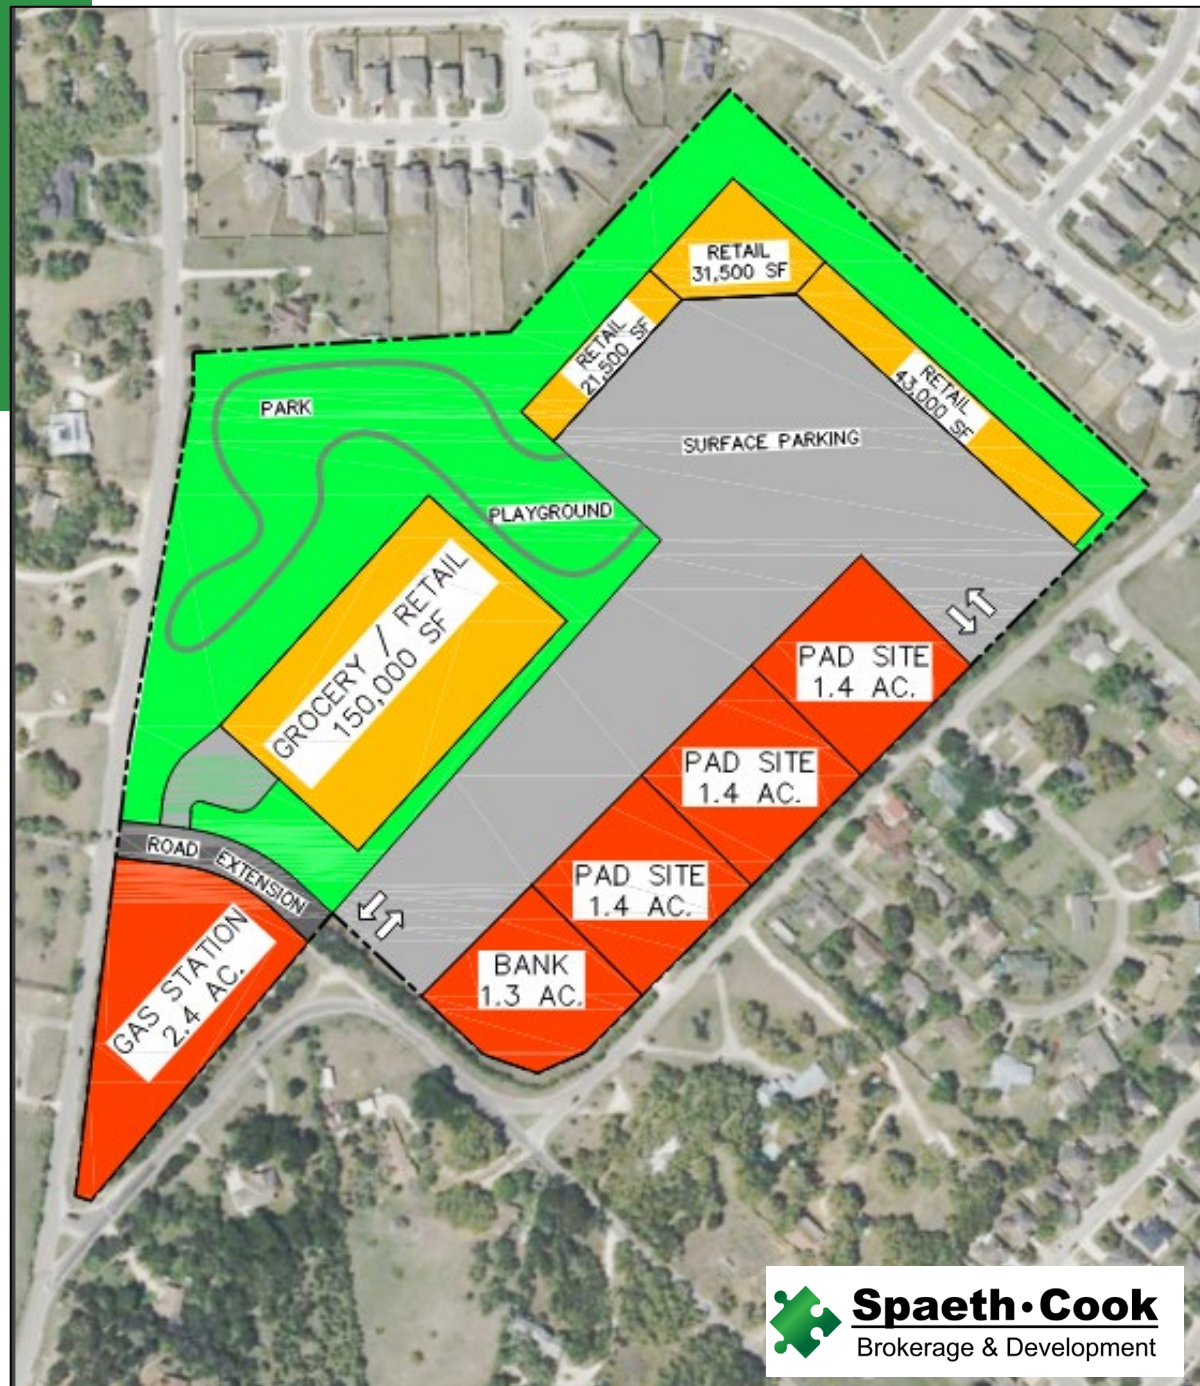 RETAIL
31,500 SF
RETAIL
21,500 SF
RETAIL
43,000 SF
PARK
SURFACE PARKING
PLAYGROUND
GROCERY / RETAIL
150,000 SF
PAD SITE
1.4 AC.
PAD SITE
1.4 AC.
PAD SITE
1.4 AC.
ROAD EXTENSION
BANK
1.3 AC.
GAS STATION
2.4 AC.
Spaeth·Cook
Brokerage & Development